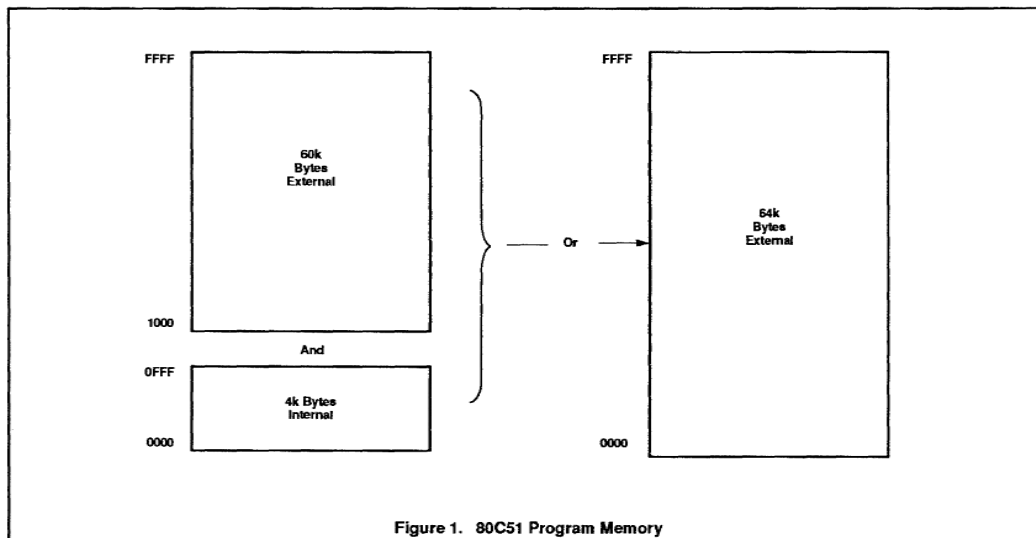 FFFF
60k
Bytes
External
1000
And
0FFF
4k Bytes
Internal
0000
Or
FFFF
64k
Bytes
External
0000
Figure 1. 80C51 Program Memory